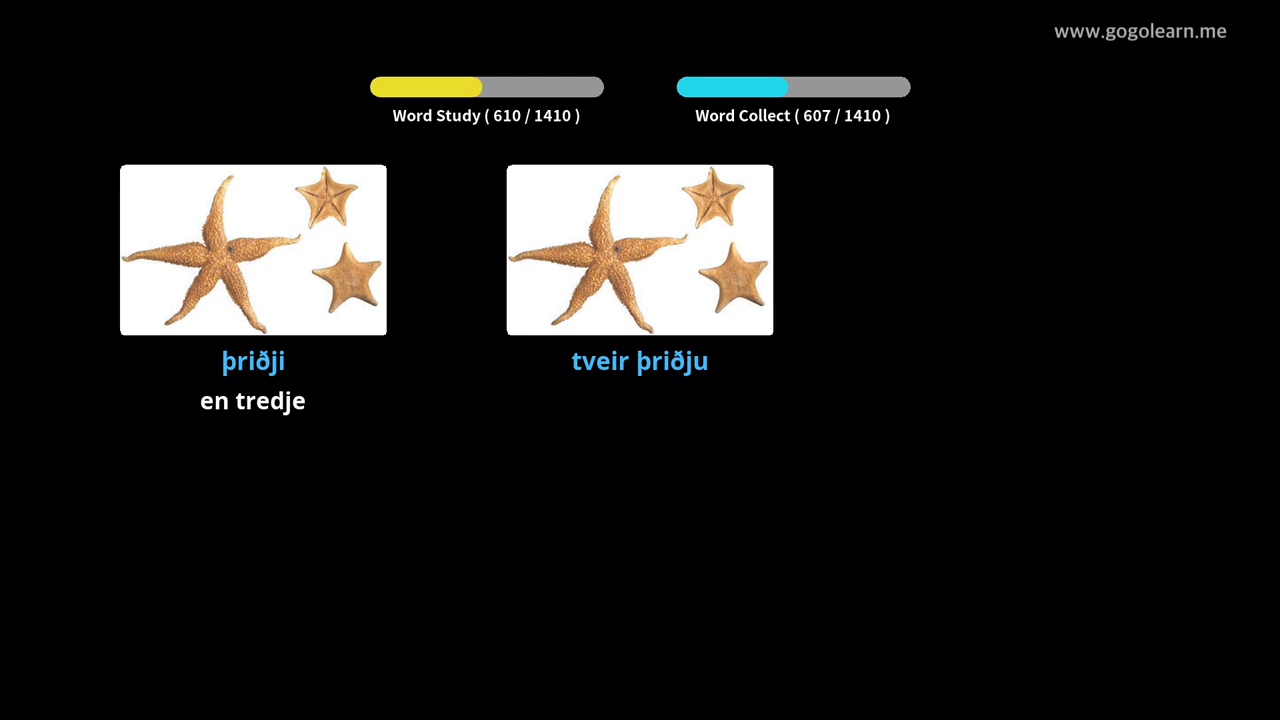 www.gogolearn.me
Word Study ( 610 / 1410 )
Word Collect ( 607 / 1410 )
þriðji
tveir þriðju
en tredje